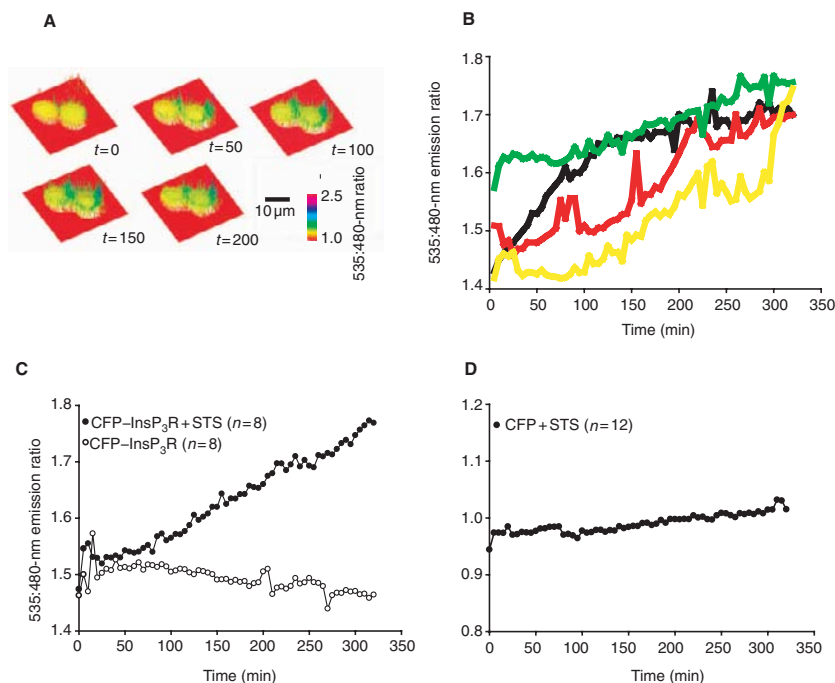 A
t=0
t=50
t=100
t=150
t=200
10 µm
2.5
1.0
535:480-nm ratio
B
535:480-nm emission ratio
1.8
1.7
1.6
1.5
1.4
0 50 100 150 200 250 300 350
Time (min)
C
535:480-nm emission ratio
1.8
1.7
1.6
1.5
1.4
CFP–InsP₃R + STS (n=8)
CFP–InsP₃R (n=8)
0 50 100 150 200 250 300 350
Time (min)
D
1.2
1.1
1.0
0.9
0.8
CFP + STS (n=12)
0 50 100 150 200 250 300 350
Time (min)